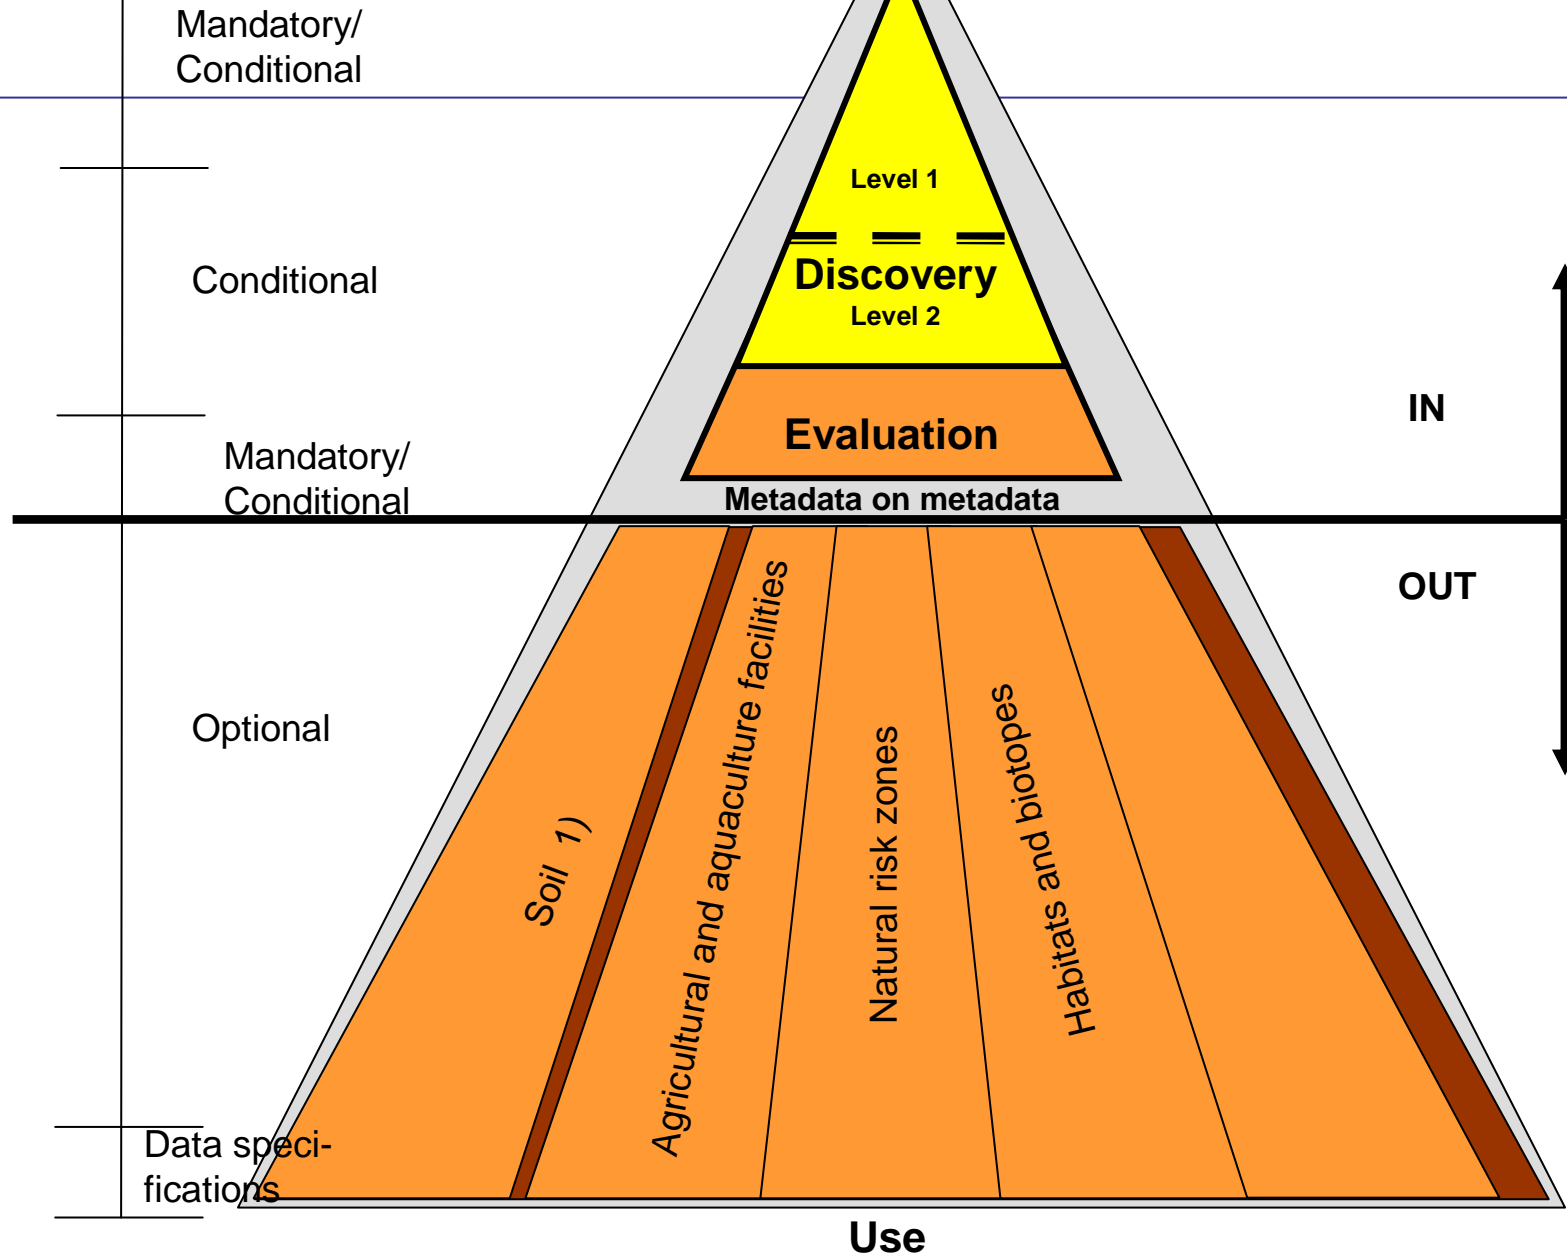 Mandatory/
Conditional
Level 1
Conditional
Discovery
Level 2
IN
Evaluation
Mandatory/
Conditional
Metadata on metadata
OUT
Optional
Soil 1)
Agricultural and aquaculture facilities
Natural risk zones
Habitats and biotopes
Data speci-
fications
Use